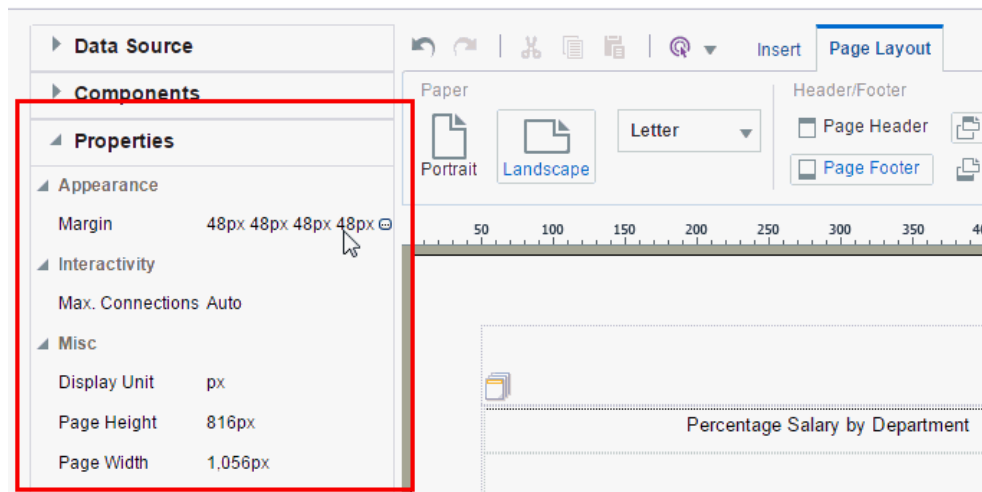 Data Source
Components
Properties
Appearance
Margin 48px 48px 48px 48px
Interactivity
Max. Connections Auto
Misc
Display Unit px
Page Height 816px
Page Width 1,056px
Insert Page Layout
Paper
Portrait
Landscape
Letter
Header/Footer
Page Header
Page Footer
50 100 150 200 250 300 350
Percentage Salary by Department